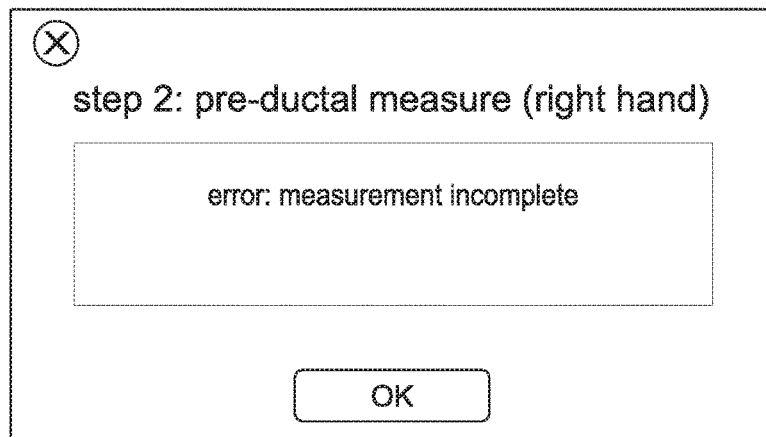 step 2: pre-ductal measure (right hand)
error: measurement incomplete
OK